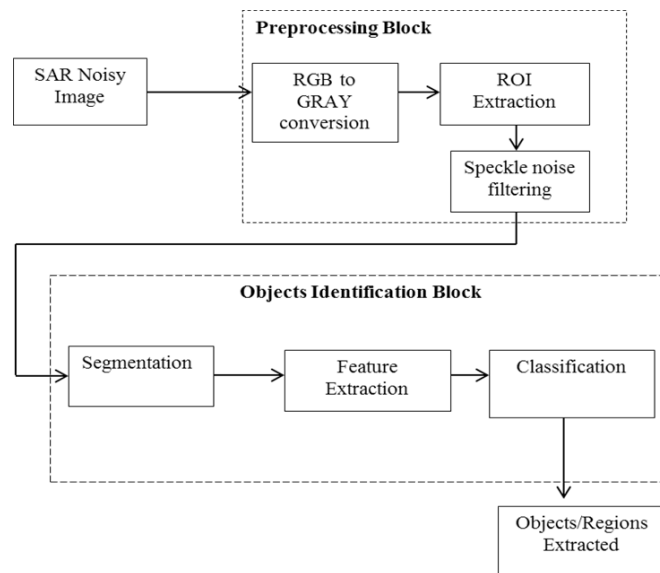 Preprocessing Block
SAR Noisy
Image
RGB to
GRAY
conversion
ROI
Extraction
Speckle noise
filtering
Objects Identification Block
Segmentation
Feature
Extraction
Classification
Objects/Regions
Extracted